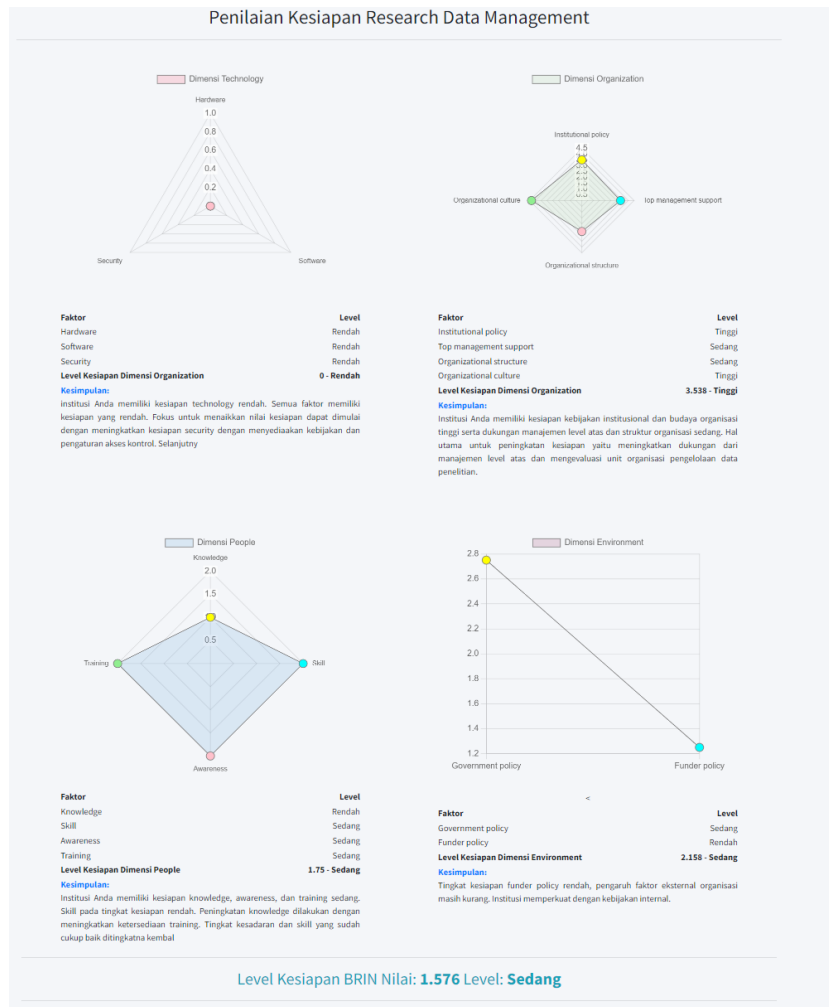 Penilaian Kesiapan Research Data Management
Dimensi Technology
Hardware
1.0
0.8
0.6
0.4
0.2
Security
Software
Faktor Level
Hardware Rendah
Software Rendah
Security Rendah
Level Kesiapan Dimensi Organization 0 - Rendah
Kesimpulan:
institusi Anda memiliki kesiapan technology rendah. Semua faktor memiliki
kesiapan yang rendah. Fokus untuk menaikkan nilai kesiapan dapat dimulai
dengan meningkatkan kesiapan security dengan menyediaakan kebijakan dan
pengaturan akses kontrol. Selanjutny
Dimensi Organization
Institutional policy
4.5
Organizational culture
Top management support
Organizational structure
Faktor Level
Institutional policy Tinggi
Top management support Sedang
Organizational structure Sedang
Organizational culture Tinggi
Level Kesiapan Dimensi Organization 3.538 - Tinggi
Kesimpulan:
Institusi Anda memiliki kesiapan kebijakan institusional dan budaya organisasi
tinggi serta dukungan manajemen level atas dan struktur organisasi sedang. Hal
utama untuk peningkatan kesiapan yaitu meningkatkan dukungan dari
manajemen level atas dan mengevaluasi unit organisasi pengelolaan data
penelitian.
Dimensi People
Knowledge
2.0
1.5
0.5
Training
Skill
Awareness
Faktor Level
Knowledge Rendah
Skill Sedang
Awareness Sedang
Training Sedang
Level Kesiapan Dimensi People 1.75 - Sedang
Kesimpulan:
Institusi Anda memiliki kesiapan knowledge, awareness, dan training sedang.
Skill pada tingkat kesiapan rendah. Peningkatan knowledge dilakukan dengan
meningkatkan ketersediaan training. Tingkat kesadaran dan skill yang sudah
cukup baik ditingkatna kembal
Dimensi Environment
2.8
2.6
2.4
2.2
2.0
1.8
1.6
1.4
1.2
Government policy
Funder policy
<
Faktor Level
Government policy Sedang
Funder policy Rendah
Level Kesiapan Dimensi Environment 2.158 - Sedang
Kesimpulan:
Tingkat kesiapan funder policy rendah, pengaruh faktor eksternal organisasi
masih kurang. Institusi memperkuat dengan kebijakan internal.
Level Kesiapan BRIN Nilai: 1.576 Level: Sedang